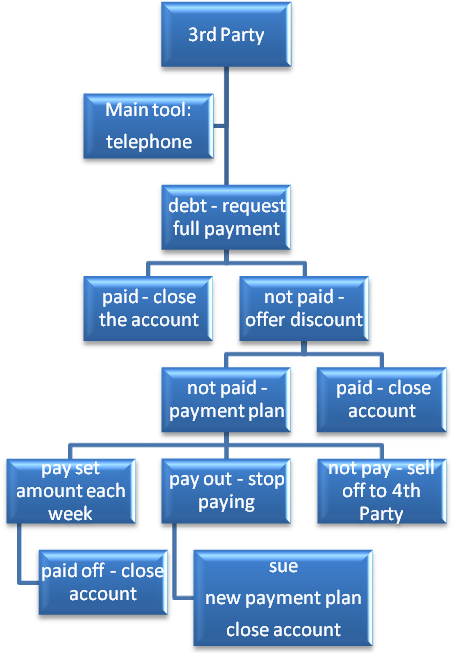 3rd Party
Main tool:
telephone
debt - request
full payment
paid - close
the account
not paid -
offer discount
not paid -
payment plan
paid - close
account
pay set
amount each
week
pay out - stop
paying
not pay - sell
off to 4th
Party
paid off - close
account
sue
new payment plan
close account